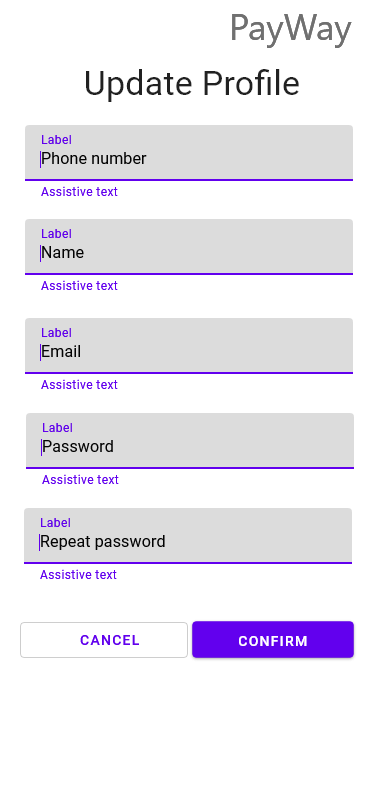 PayWay
Update Profile
Label
Phone number
Assistive text
Label
Name
Assistive text
Label
Email
Assistive text
Label
Password
Assistive text
Label
Repeat password
Assistive text
CANCEL CONFIRM